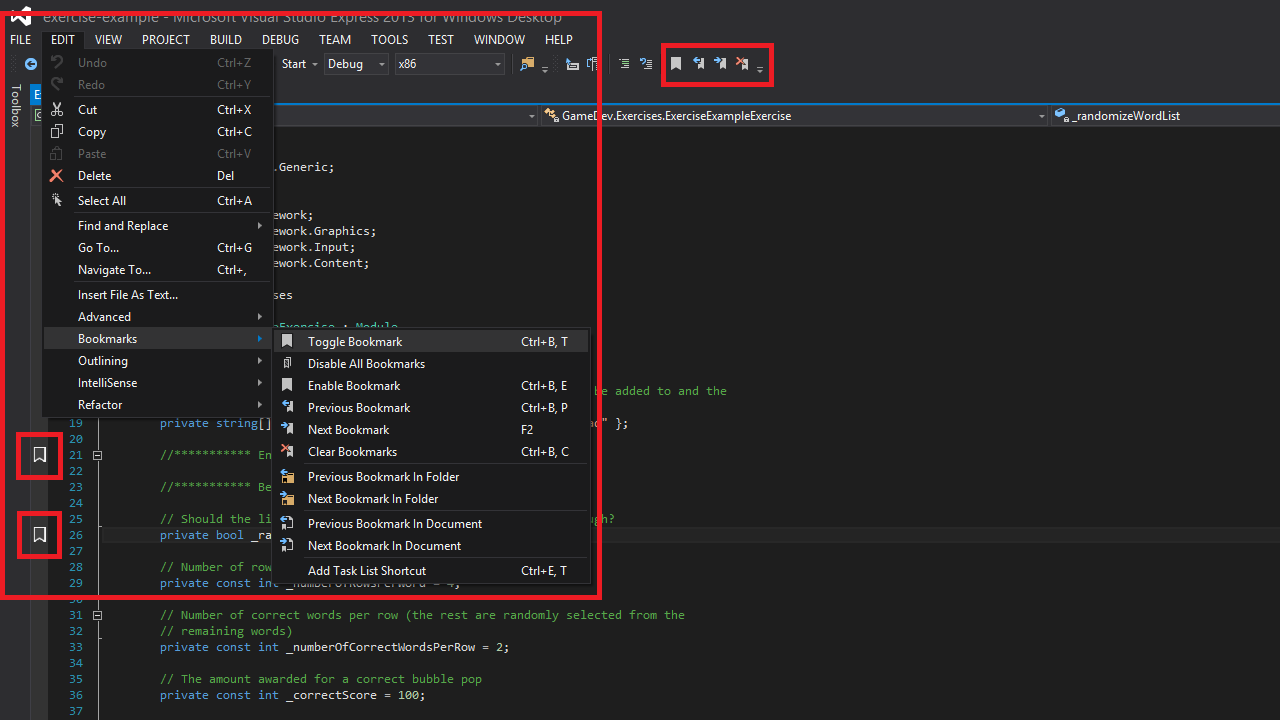 exercise-example - Microsoft Visual Studio Express 2013 for Windows Desktop
FILE EDIT VIEW PROJECT BUILD DEBUG TEAM TOOLS TEST WINDOW HELP
Start Debug x86
Toolbox
GameDev.Exercises.ExerciseExampleExercise _randomizeWordList
Undo Ctrl+Z
Redo Ctrl+Y
Cut Ctrl+X
Copy Ctrl+C
Paste Ctrl+V
Delete Del
Select All Ctrl+A
Find and Replace
Go To... Ctrl+G
Navigate To... Ctrl+,
Insert File As Text...
Advanced
Bookmarks
Outlining
IntelliSense
Refactor
.Generic;
ework;
ework.Graphics;
ework.Input;
ework.Content;
ses
: Module
Toggle Bookmark Ctrl+B, T
Disable All Bookmarks
Enable Bookmark Ctrl+B, E
Previous Bookmark Ctrl+B, P
Next Bookmark F2
Clear Bookmarks Ctrl+B, C
Previous Bookmark In Folder
Next Bookmark In Folder
Previous Bookmark In Document
Next Bookmark In Document
Add Task List Shortcut Ctrl+E, T
be added to and the
19 private string[] " };
20
21 //*********** En
22
23 //*********** Be
24
25 // Should the li ugh?
26 private bool _ra
27
28 // Number of row
29 private const int _numberOfRowsPerWord = 4;
30
31 // Number of correct words per row (the rest are randomly selected from the
32 // remaining words)
33 private const int _numberOfCorrectWordsPerRow = 2;
34
35 // The amount awarded for a correct bubble pop
36 private const int _correctScore = 100;
37